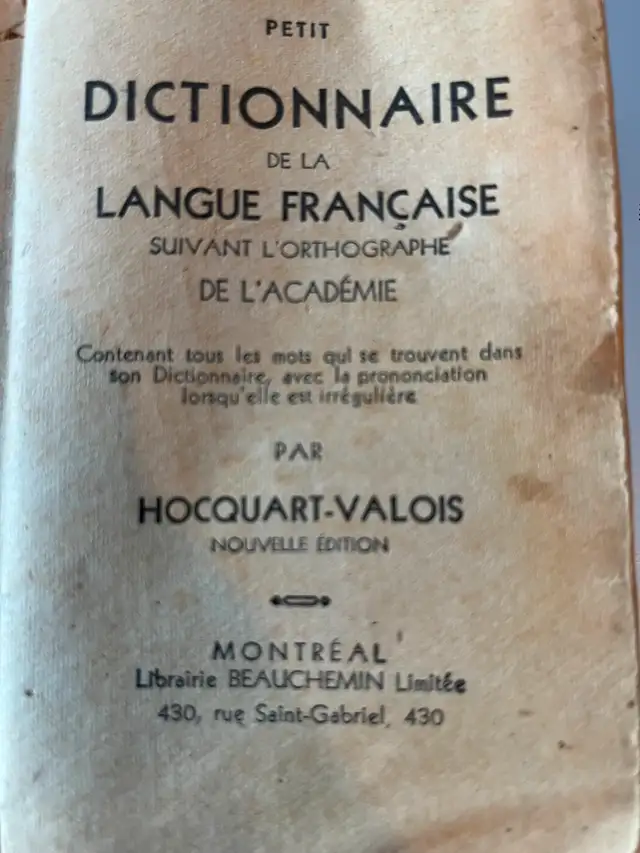 PETIT
DICTIONNAIRE
DE LA
LANGUE FRANÇAISE
SUIVANT L'ORTHOGRAPHE
DE L'ACADÉMIE
Contenant tous les mots qui se trouvent dans
son Dictionnaire, avec la prononciation
lorsqu'elle est irrégulière
PAR
HOCQUART-VALOIS
NOUVELLE ÉDITION
MONTRÉAL
Librairie BEAUCHEMIN Limitée
430, rue Saint-Gabriel, 430